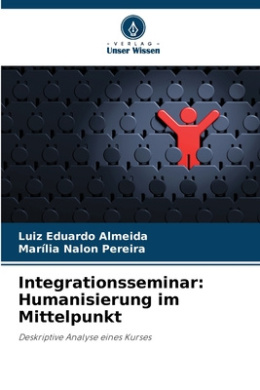 VERLAG
Unser Wissen
Luiz Eduardo Almeida
Marília Nalon Pereira
Integrationsseminar:
Humanisierung im
Mittelpunkt
Deskriptive Analyse eines Kurses